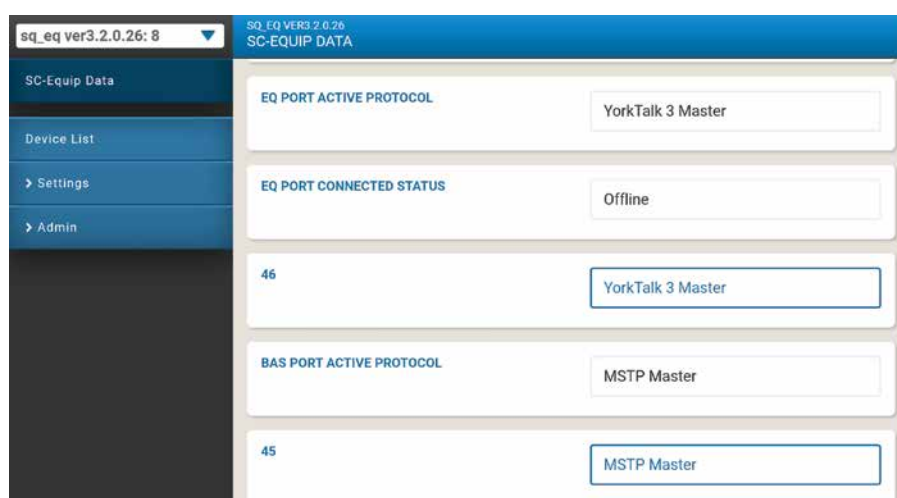 sq_eq ver3.2.0.26: 8
SC-Equip Data
Device List
Settings
Admin
SQ_EQ VER3.2.0.26
SC-EQUIP DATA
EQ PORT ACTIVE PROTOCOL
YorkTalk 3 Master
EQ PORT CONNECTED STATUS
Offline
46
YorkTalk 3 Master
BAS PORT ACTIVE PROTOCOL
MSTP Master
45
MSTP Master